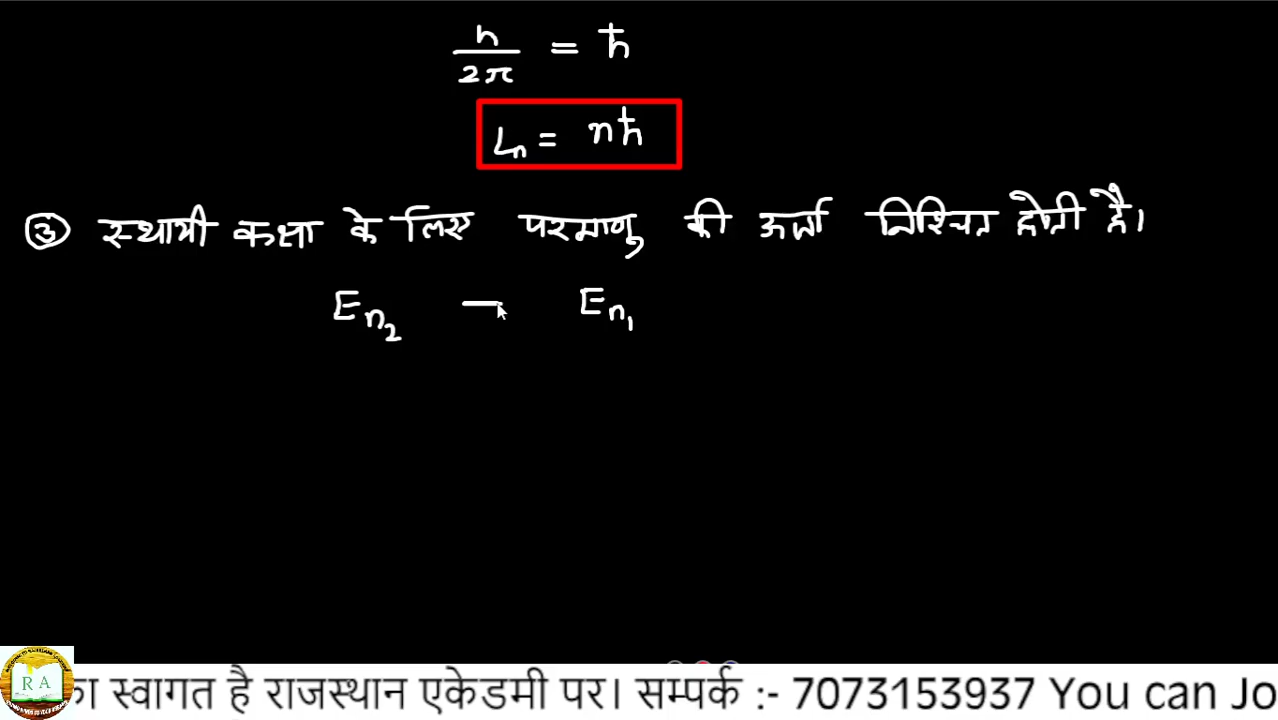 h/2π = ħ
Lₙ = nħ
③ स्थायी कक्षा के लिए परमाणु की ऊर्जा निश्चित होती है।
Eₙ₂ — Eₙ₁
R A
का स्वागत है राजस्थान एकेडमी पर। सम्पर्क :- 7073153937 You can Jo